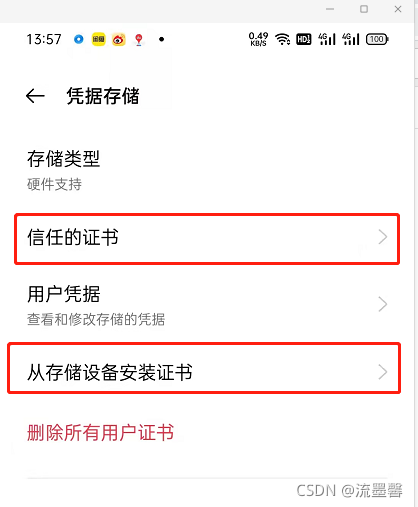 13:57
0.49
KB/S
HD
4G
4G
100
凭据存储
存储类型
硬件支持
信任的证书
用户凭据
查看和修改存储的凭据
从存储设备安装证书
删除所有用户证书
CSDN @流墨馨